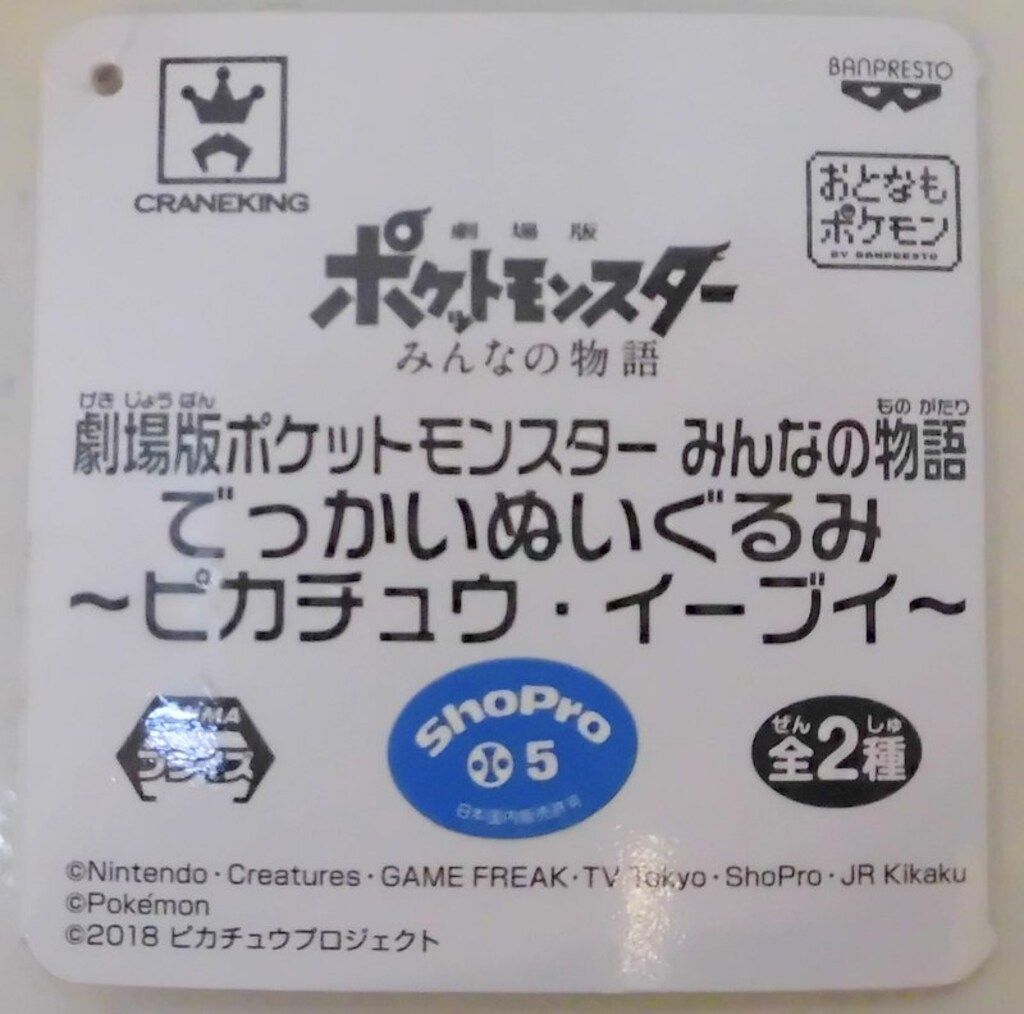 CRANEKING
BANPRESTO
おとなも
ポケモン
BY BANPRESTO
劇場版
ポケットモンスター
みんなの物語
げき じょう ばん
もの がたり
劇場版ポケットモンスター みんなの物語
でっかいぬいぐるみ
～ピカチュウ・イーブイ～
ShoPro
5
日本国内販売許可
ぜん しゅ
全2種
©Nintendo・Creatures・GAME FREAK・TV Tokyo・ShoPro・JR Kikaku
©Pokémon
©2018 ピカチュウプロジェクト